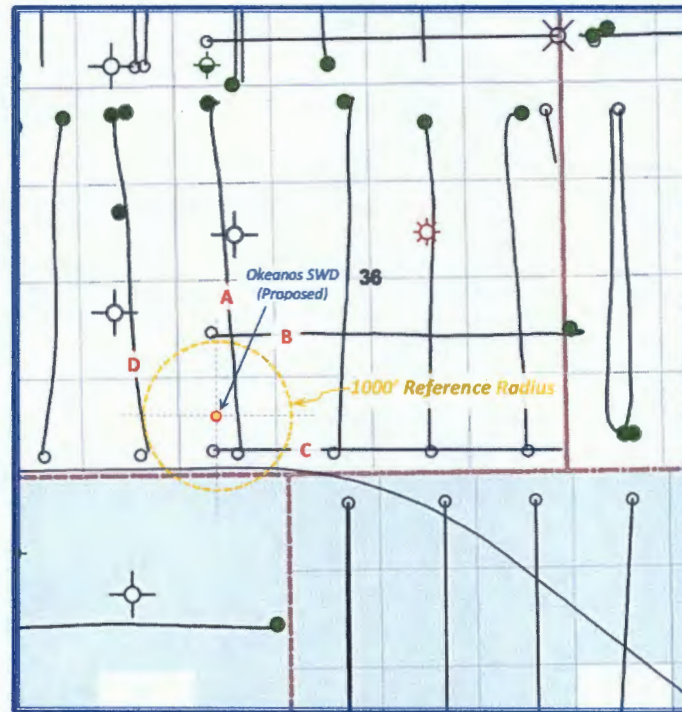 Okeanos SWD
(Proposed)
36
A
B
D
1000' Reference Radius
C